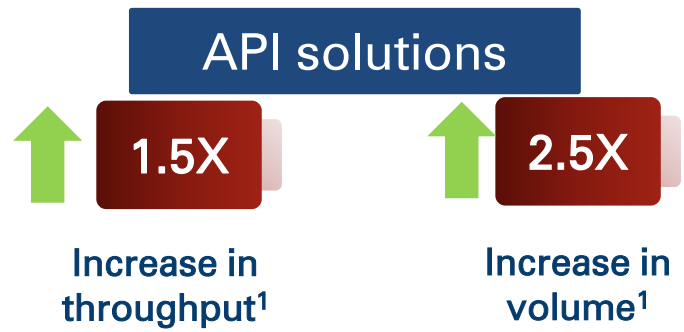 API solutions
1.5X
2.5X
Increase in
throughput¹
Increase in
volume¹